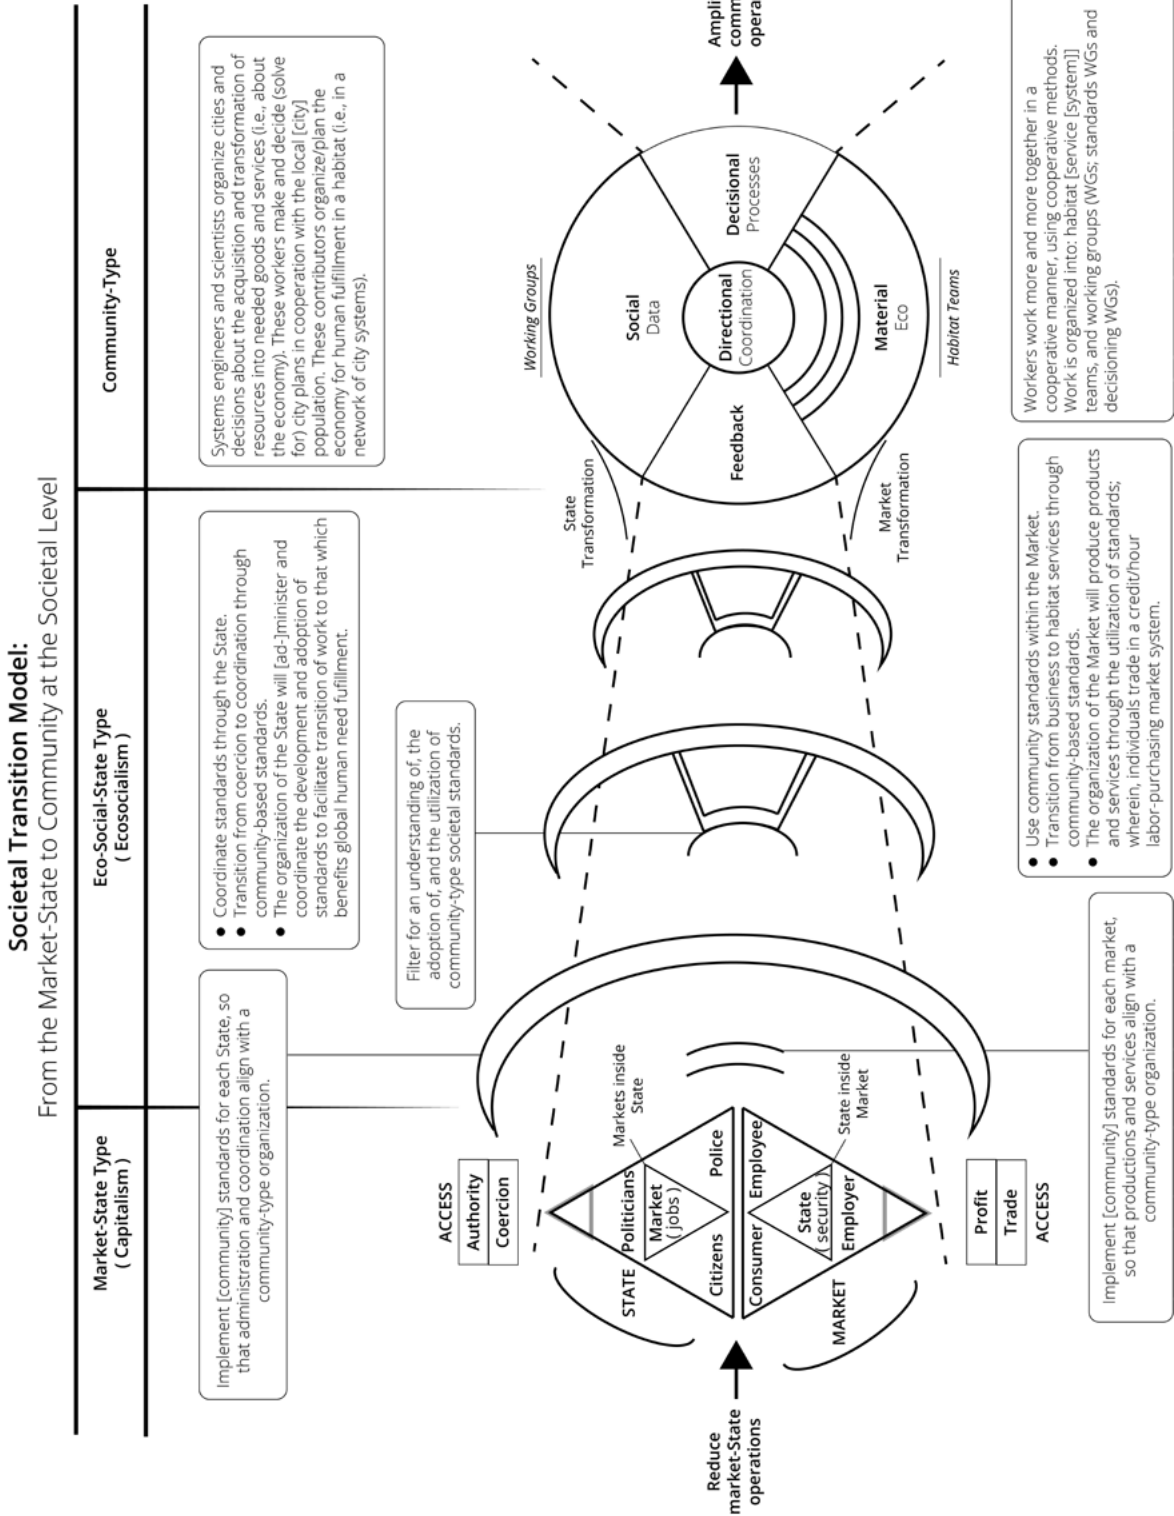 Societal Transition Model:
From the Market-State to Community at the Societal Level
Market-State Type
( Capitalism )
Eco-Social-State Type
( Ecosocialism )
Community-Type
Implement [community] standards for each State, so
that administration and coordination align with a
community-type organization.
● Coordinate standards through the State.
● Transition from coercion to coordination through
community-based standards.
● The organization of the State will [ad-]minister and
coordinate the development and adoption of
standards to facilitate transition of work to that which
benefits global human need fufillment.
Systems engineers and scientists organize cities and
decisions about the acquisition and transformation of
resources into needed goods and services (i.e., about
the economy). These workers make and decide (solve
for) city plans in cooperation with the local [city]
population. These contributors organize/plan the
economy for human fulfillment in a habitat (i.e., in a
network of city systems).
Filter for an understanding of, the
adoption of, and the utilization of
community-type societal standards.
ACCESS
Authority
Coercion
STATE
Politicians
Market
( jobs )
Citizens
Police
Markets inside
State
Consumer
Employee
State
( security )
Employer
MARKET
State inside
Market
Profit
Trade
ACCESS
Reduce
market-State
operations
State
Transformation
Market
Transformation
Working Groups
Social
Data
Feedback
Directional
Coordination
Decisional
Processes
Material
Eco
Habitat Teams
Implement [community] standards for each market,
so that productions and services align with a
community-type organization.
● Use community standards within the Market.
● Transition from business to habitat services through
community-based standards.
● The organization of the Market will produce products
and services through the utilization of standards;
wherein, individuals trade in a credit/hour
labor-purchasing market system.
Workers work more and more together in a
cooperative manner, using cooperative methods.
Work is organized into: habitat [service [system]]
teams, and working groups (WGs; standards WGs and
decisioning WGs).